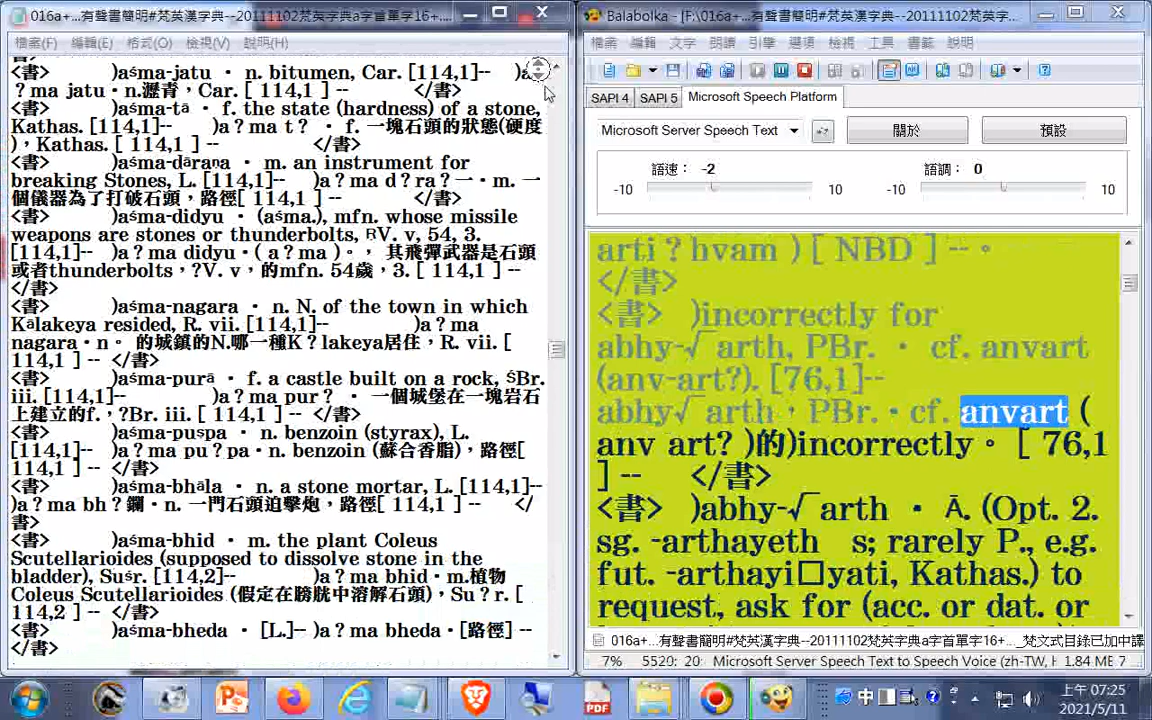 016a+...有聲書簡明#梵英漢字典--20111102梵英字典a字首單字16+...
檔案(F) 編輯(E) 格式(O) 檢視(V) 說明(H)
<書> )aśma-jatu ‧ n. bitumen, Car. [114,1]-- )a
? ma jatu‧n.瀝青，Car. [ 114,1 ] </書>
<書> )aśma-tā ‧ f. the state (hardness) of a stone,
Kathas. [114,1]-- )a ? ma t ? ‧ f. 一塊石頭的狀態(硬度
)，Kathas. [ 114,1 ] </書>
<書> )aśma-dāraṇa ‧ m. an instrument for
breaking Stones, L. [114,1]-- )a ? ma d ? ra ? 一‧m. 一
個儀器為了打破石頭，路徑[ 114,1 ] </書>
<書> )aśma-didyu ‧ (aśma.), mfn. whose missile
weapons are stones or thunderbolts, ṚV. v, 54, 3.
[114,1]-- )a ? ma didyu‧( a ? ma )。， 其飛彈武器是石頭
或者thunderbolts，?V. v，的mfn. 54歲，3. [ 114,1 ] --
</書>
<書> )aśma-nagara ‧ n. N. of the town in which
Kālakeya resided, R. vii. [114,1]-- )a ? ma
nagara‧n。 的城鎮的N.哪一種K ? lakeya居住，R. vii. [
114,1 ] -- </書>
<書> )aśma-purā ‧ f. a castle built on a rock, ŚBr.
iii. [114,1]-- )a ? ma pur ? ‧ 一個城堡在一塊岩石
上建立的f.，?Br. iii. [ 114,1 ] -- </書>
<書> )aśma-puṣpa ‧ n. benzoin (styrax), L.
[114,1]-- )a ? ma pu ? pa‧n. benzoin (蘇合香脂)，路徑[
114,1 ]-- </書>
<書> )aśma-bhāla ‧ n. a stone mortar, L. [114,1]--
)a ? ma bh ? 鑭‧n. 一門石頭迫擊炮，路徑[ 114,1 ] -- </
書>
<書> )aśma-bhid ‧ m. the plant Coleus
Scutellarioides (supposed to dissolve stone in the
bladder), Suśr. [114,2]-- )a ? ma bhid‧m.植物
Coleus Scutellarioides (假定在膀胱中溶解石頭)，Su ? r. [
114,2 ] -- </書>
<書> )aśma-bheda ‧ [L.]-- )a ? ma bheda‧[路徑] --
</書>
Balabolka - [F:\016a+...有聲書簡明#梵英漢字典--20111102梵英字...
檔案 編輯 文字 朗讀 引擎 選項 檢視 工具 書籤 說明
SAPI 4 SAPI 5 Microsoft Speech Platform
Microsoft Server Speech Text 關於 預設
語速： -2 語調： 0
-10 10 -10 10
arti ? hvam ) [ NBD ] --。
</書>
<書> )incorrectly for
abhy-√arth, PBr. ‧ cf. anvart
(anv-art?). [76,1]--
abhy√arth，PBr.‧cf. anvart (
anv art? )的)incorrectly。 [ 76,1
] -- </書>
<書> )abhy-√arth ‧ Ā. (Opt. 2.
sg. -arthayeth s; rarely P., e.g.
fut. -arthayi□yati, Kathas.) to
request, ask for (acc. or dat. or
016a+...有聲書簡明#梵英漢字典--20111102梵英字典a字首單字16+..._梵文式目錄已加中譯
7% 5520: 20 Microsoft Server Speech Text to Speech Voice (zh-TW, H 1.84 MB 7
中
上午 07:25
2021/5/11